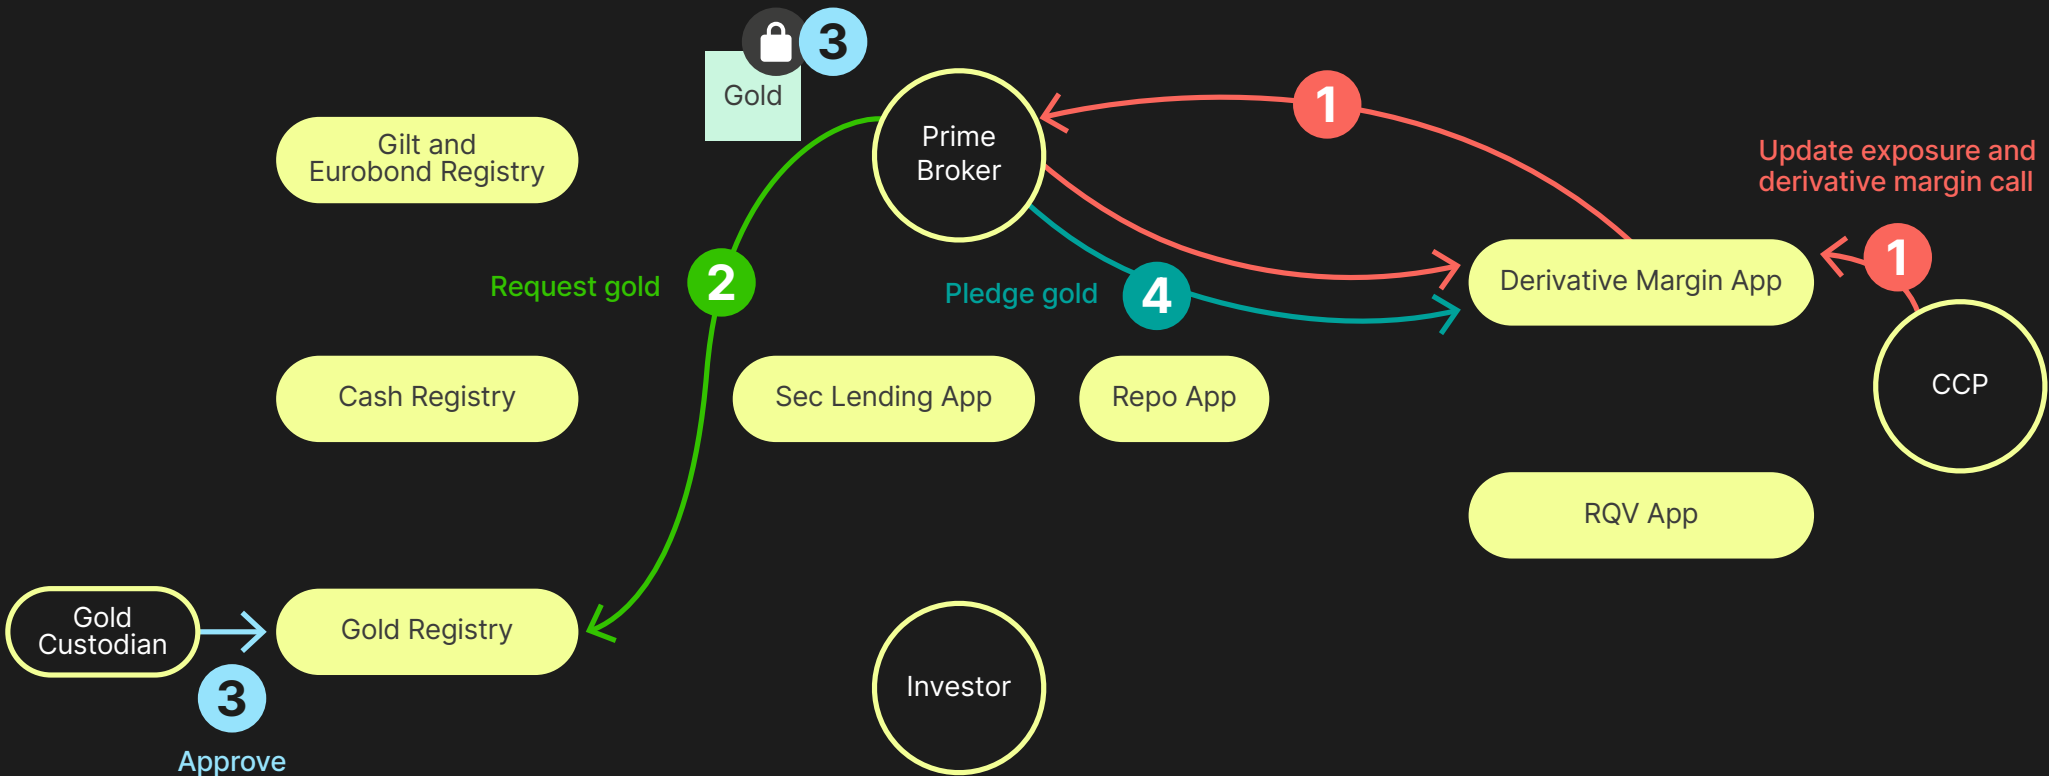 3
Gold
Prime
Broker
1
Gilt and
Eurobond Registry
Update exposure and
derivative margin call
1
Request gold
2
Pledge gold
4
Derivative Margin App
CCP
Cash Registry
Sec Lending App
Repo App
RQV App
Gold
Custodian
Gold Registry
3
Approve
Investor